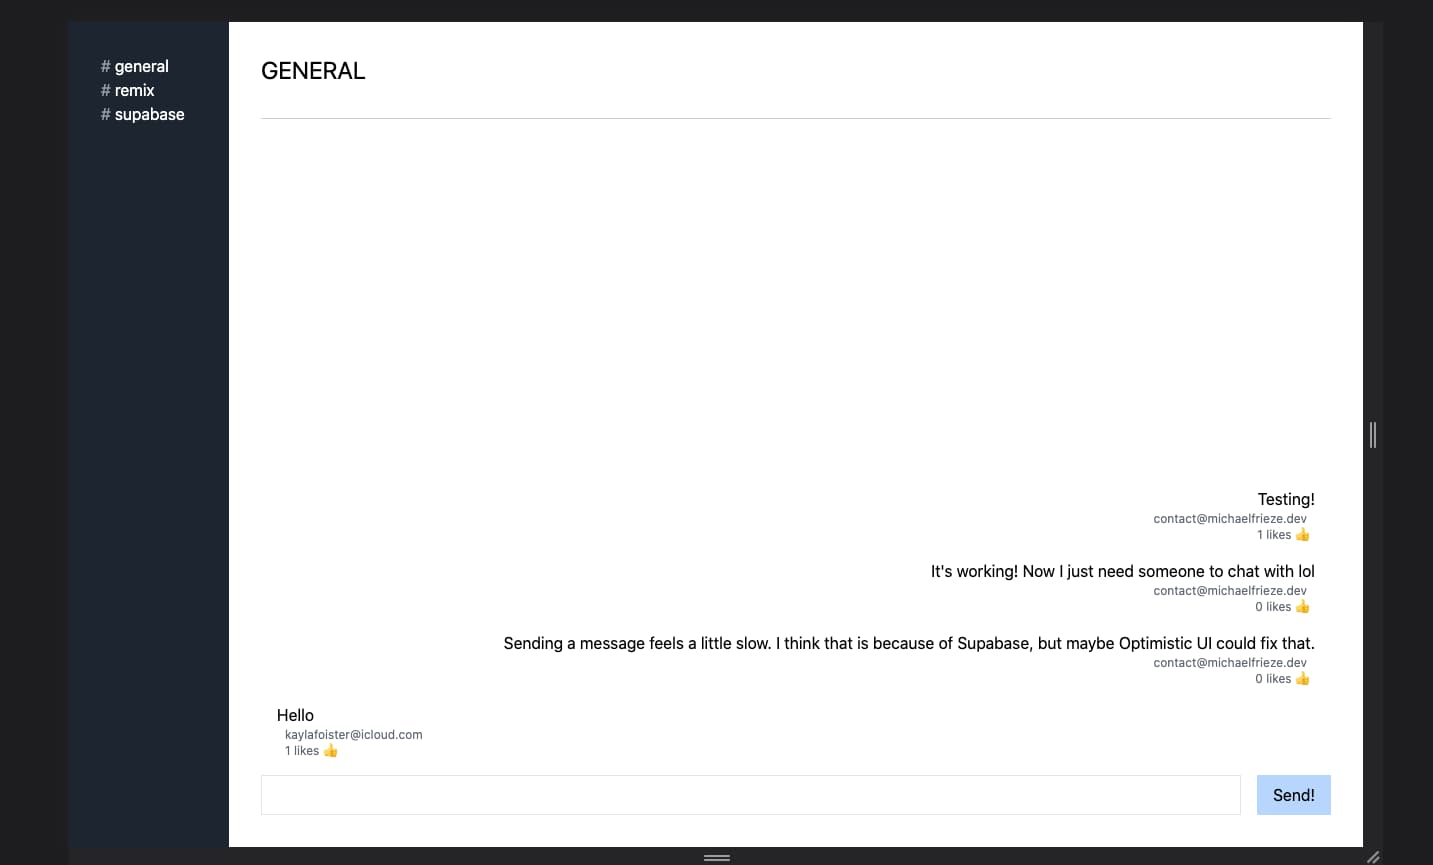 # general
# remix
# supabase
GENERAL
Testing!
contact@michaelfrieze.dev
1 likes 👍
It's working! Now I just need someone to chat with lol
contact@michaelfrieze.dev
0 likes 👍
Sending a message feels a little slow. I think that is because of Supabase, but maybe Optimistic UI could fix that.
contact@michaelfrieze.dev
0 likes 👍
Hello
kaylafoister@icloud.com
1 likes 👍
Send!